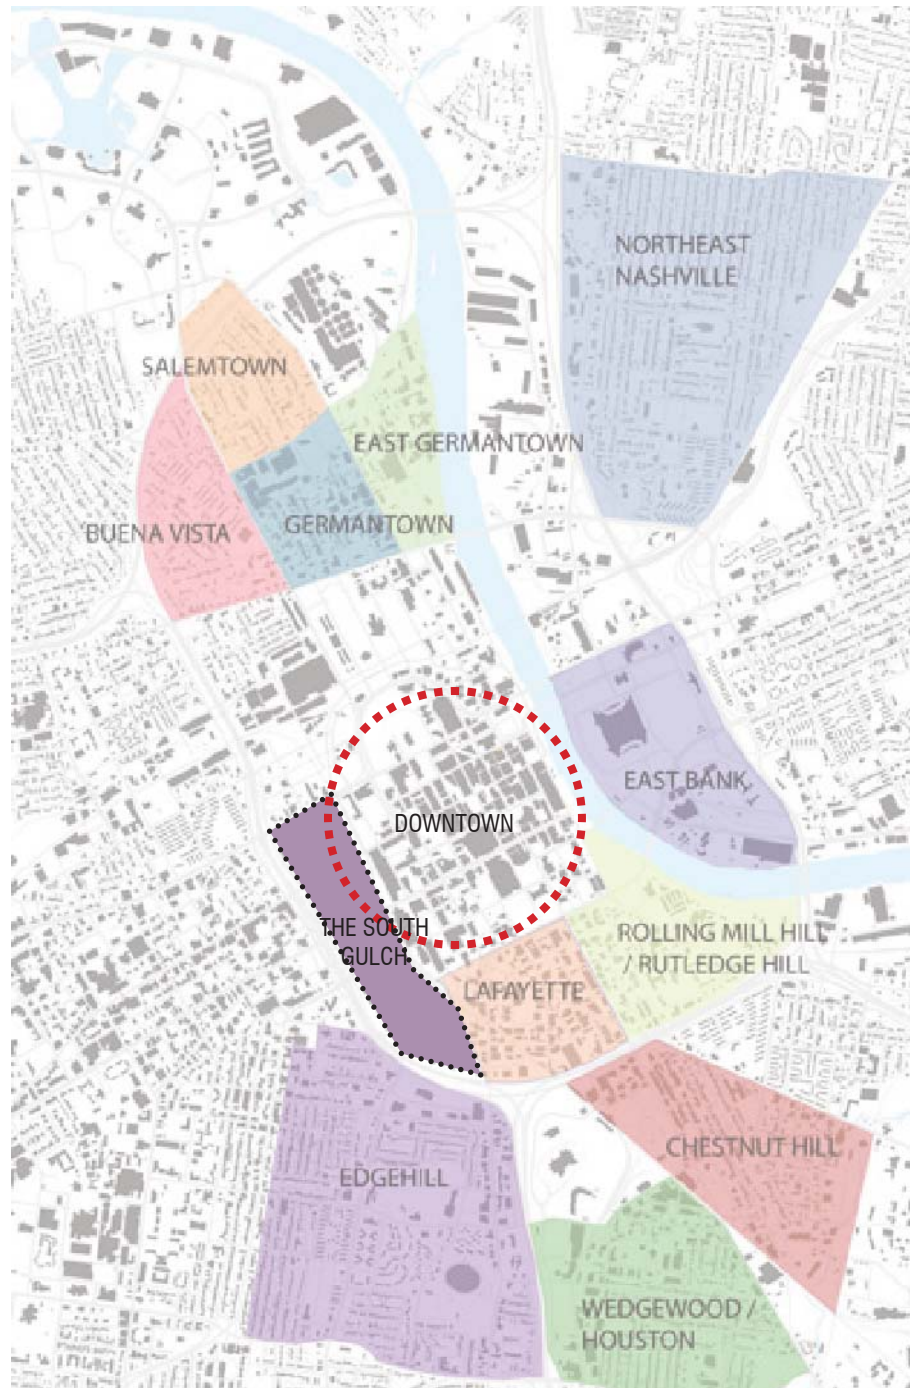 NORTHEAST
NASHVILLE
SALEMTOWN
EAST GERMANTOWN
GERMANTOWN
BUENA VISTA
EAST BANK
DOWNTOWN
THE SOUTH
GULCH
ROLLING MILL HILL
/ RUTLEDGE HILL
LAFAYETTE
CHESTNUT HILL
EDGEHILL
WEDGEWOOD /
HOUSTON